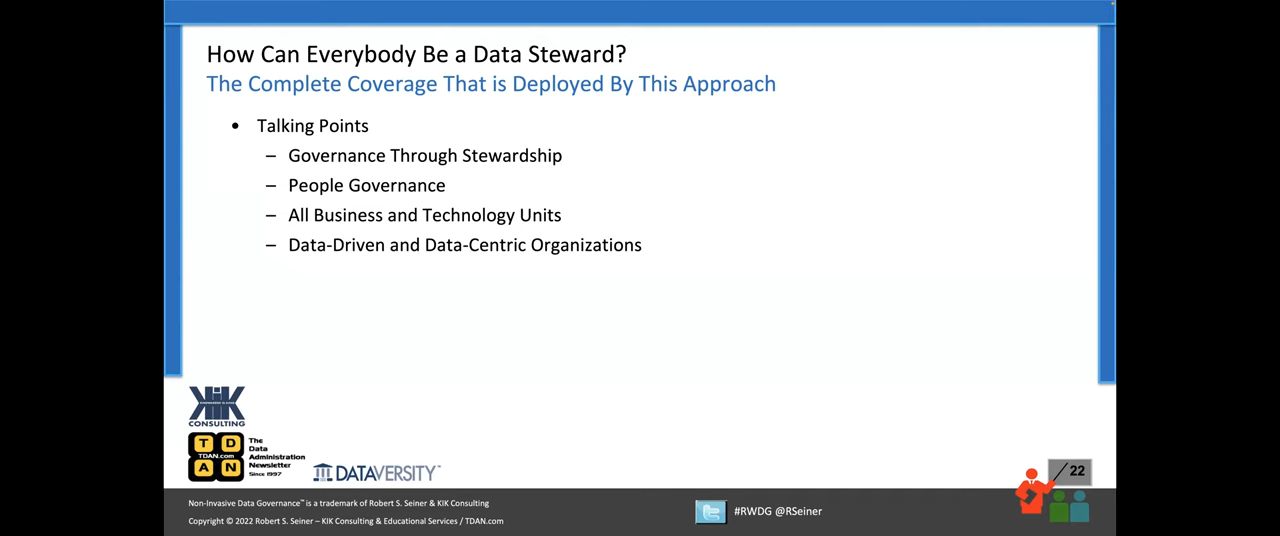 How Can Everybody Be a Data Steward?
The Complete Coverage That is Deployed By This Approach
• Talking Points
– Governance Through Stewardship
– People Governance
– All Business and Technology Units
– Data-Driven and Data-Centric Organizations
KIK
CONSULTING
T D
TDAN.com
A N
The
Data
Administration
Newsletter
Since 1997
DATAVERSITY™
/ 22
Non-Invasive Data Governance™ is a trademark of Robert S. Seiner & KIK Consulting
Copyright © 2022 Robert S. Seiner – KIK Consulting & Educational Services / TDAN.com
#RWDG @RSeiner